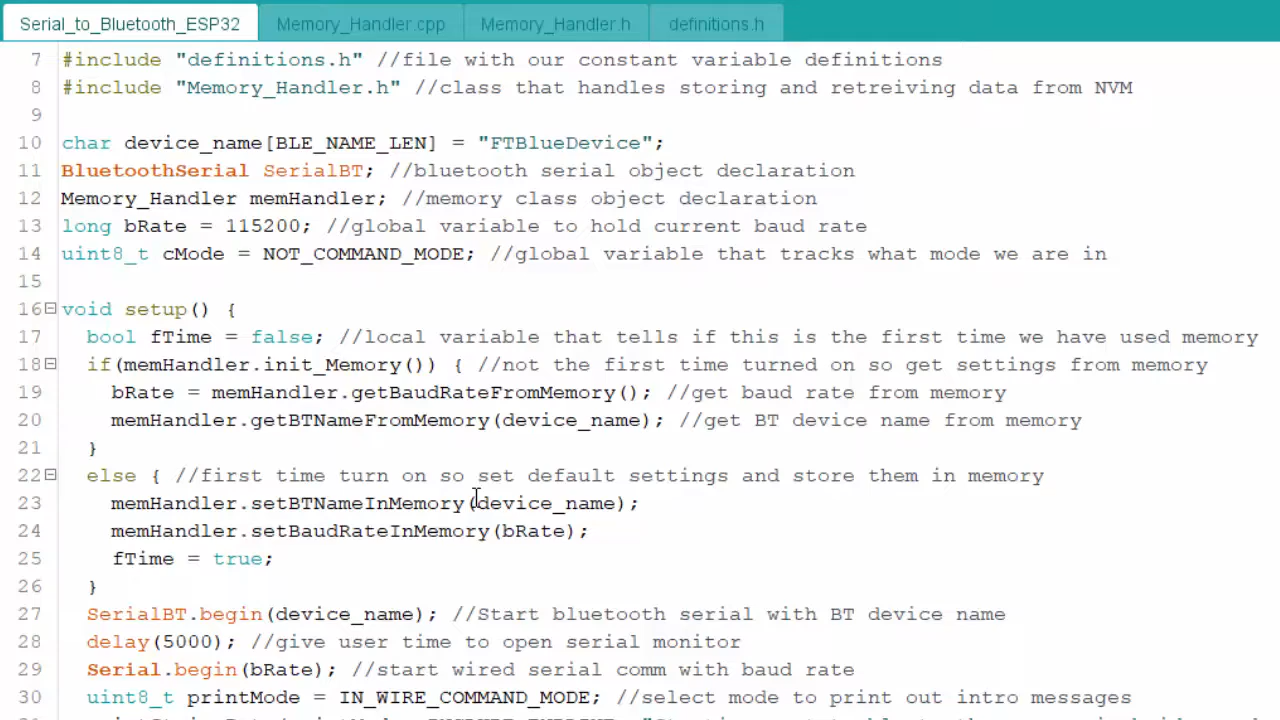 Serial_to_Bluetooth_ESP32 Memory_Handler.cpp Memory_Handler.h definitions.h
7 #include "definitions.h" //file with our constant variable definitions
8 #include "Memory_Handler.h" //class that handles storing and retreiving data from NVM
9
10 char device_name[BLE_NAME_LEN] = "FTBlueDevice";
11 BluetoothSerial SerialBT; //bluetooth serial object declaration
12 Memory_Handler memHandler; //memory class object declaration
13 long bRate = 115200; //global variable to hold current baud rate
14 uint8_t cMode = NOT_COMMAND_MODE; //global variable that tracks what mode we are in
15
16 void setup() {
17 bool fTime = false; //local variable that tells if this is the first time we have used memory
18 if(memHandler.init_Memory()) { //not the first time turned on so get settings from memory
19 bRate = memHandler.getBaudRateFromMemory(); //get baud rate from memory
20 memHandler.getBTNameFromMemory(device_name); //get BT device name from memory
21 }
22 else { //first time turn on so set default settings and store them in memory
23 memHandler.setBTNameInMemory(device_name);
24 memHandler.setBaudRateInMemory(bRate);
25 fTime = true;
26 }
27 SerialBT.begin(device_name); //Start bluetooth serial with BT device name
28 delay(5000); //give user time to open serial monitor
29 Serial.begin(bRate); //start wired serial comm with baud rate
30 uint8_t printMode = IN_WIRE_COMMAND_MODE; //select mode to print out intro messages